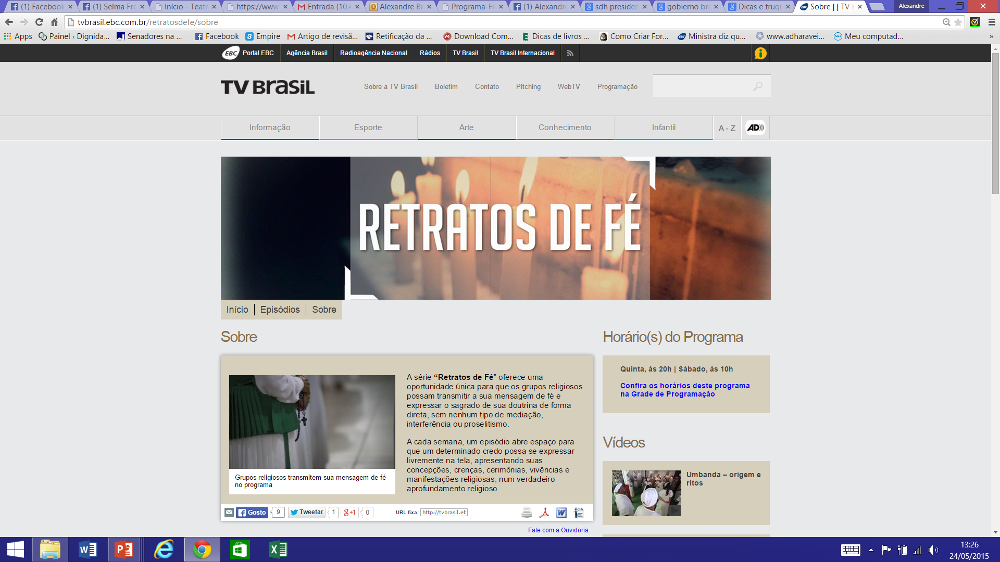 (1) Facebook
(1) Selma Fro
Início - Teatr
https://www
Entrada (10.4
Alexandre Br
Programa-Fi
(1) Alexandre
sdh presiden
gobierno bra
Dicas e truqu
Sobre | | TV B
Alexandre
tvbrasil.ebc.com.br/retratosdefe/sobre
Apps
Painel ‹ Dignida...
Senadores na ...
Facebook
Empire
Artigo de revisã...
Retificação da ...
Download Com...
Dicas de livros ...
Como Criar For...
Ministra diz qu...
www.adharavei...
Meu computad...
»
EBC Portal EBC
Agência Brasil
Radioagência Nacional
Rádios
TV Brasil
TV Brasil Internacional
TV Brasil
Sobre a TV Brasil
Boletim
Contato
Pitching
WebTV
Programação
Informação
Esporte
Arte
Conhecimento
Infantil
A - Z
AD)))
RETRATOS DE FÉ
Início | Episódios | Sobre
Sobre
Grupos religiosos transmitem sua mensagem de fé
no programa
A série “Retratos de Fé” oferece uma
oportunidade única para que os grupos religiosos
possam transmitir a sua mensagem de fé e
expressar o sagrado de sua doutrina de forma
direta, sem nenhum tipo de mediação,
interferência ou proselitismo.
A cada semana, um episódio abre espaço para
que um determinado credo possa se expressar
livremente na tela, apresentando suas
concepções, crenças, cerimônias, vivências e
manifestações religiosas, num verdadeiro
aprofundamento religioso.
Gosto 9
Tweetar 1
g+1 0
URL fixa: http://tvbrasil.eb
Fale com a Ouvidoria
Horário(s) do Programa
Quinta, às 20h | Sábado, às 10h
Confira os horários deste programa
na Grade de Programação
Vídeos
Umbanda – origem e
ritos
13:26
24/05/2015